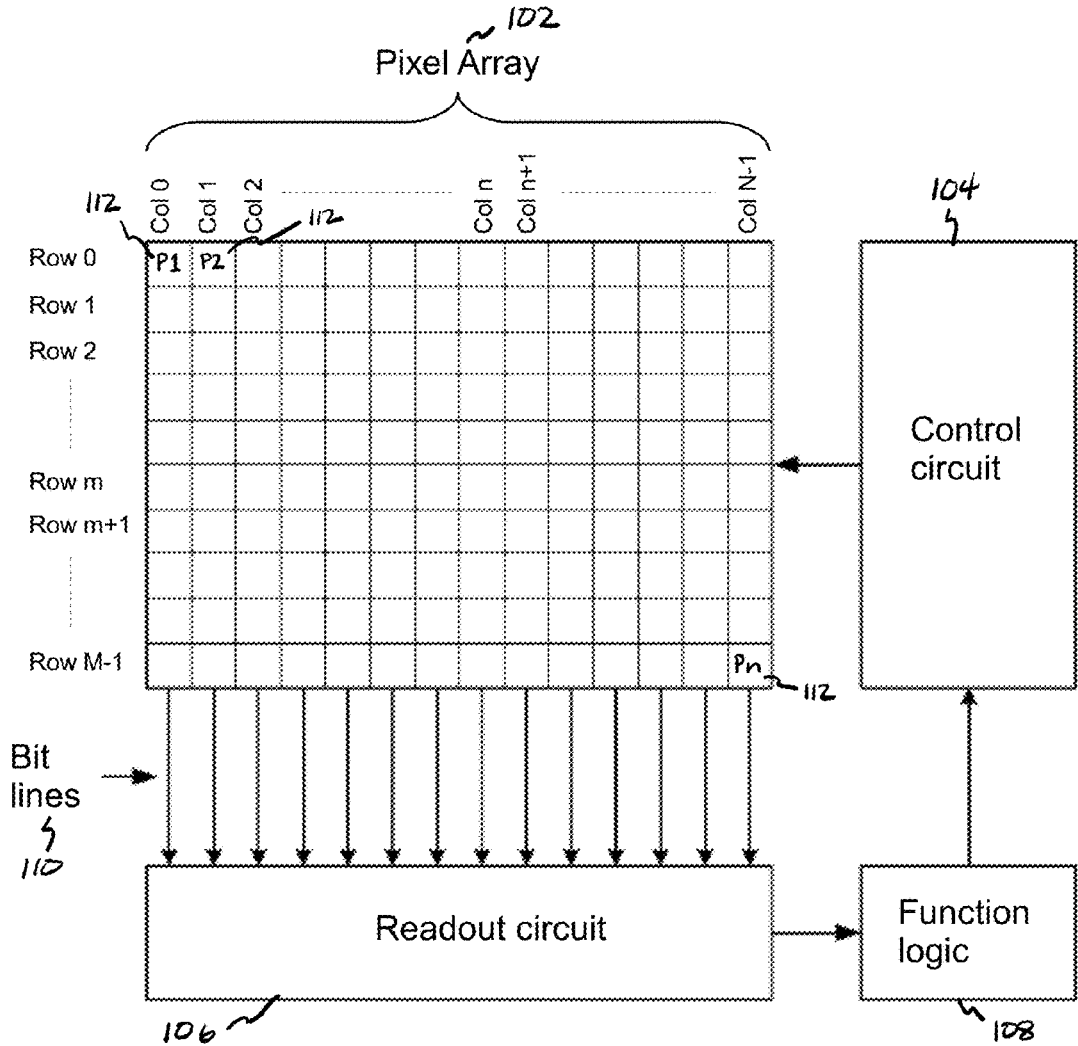 102
Pixel Array
Col 0
Col 1
Col 2
Col n
Col n+1
Col N-1
112
112
104
Row 0
P1
P2
Row 1
Row 2
Control
circuit
Row m
Row m+1
Row M-1
Pn
112
Bit
lines
110
Readout circuit
Function
logic
106
108